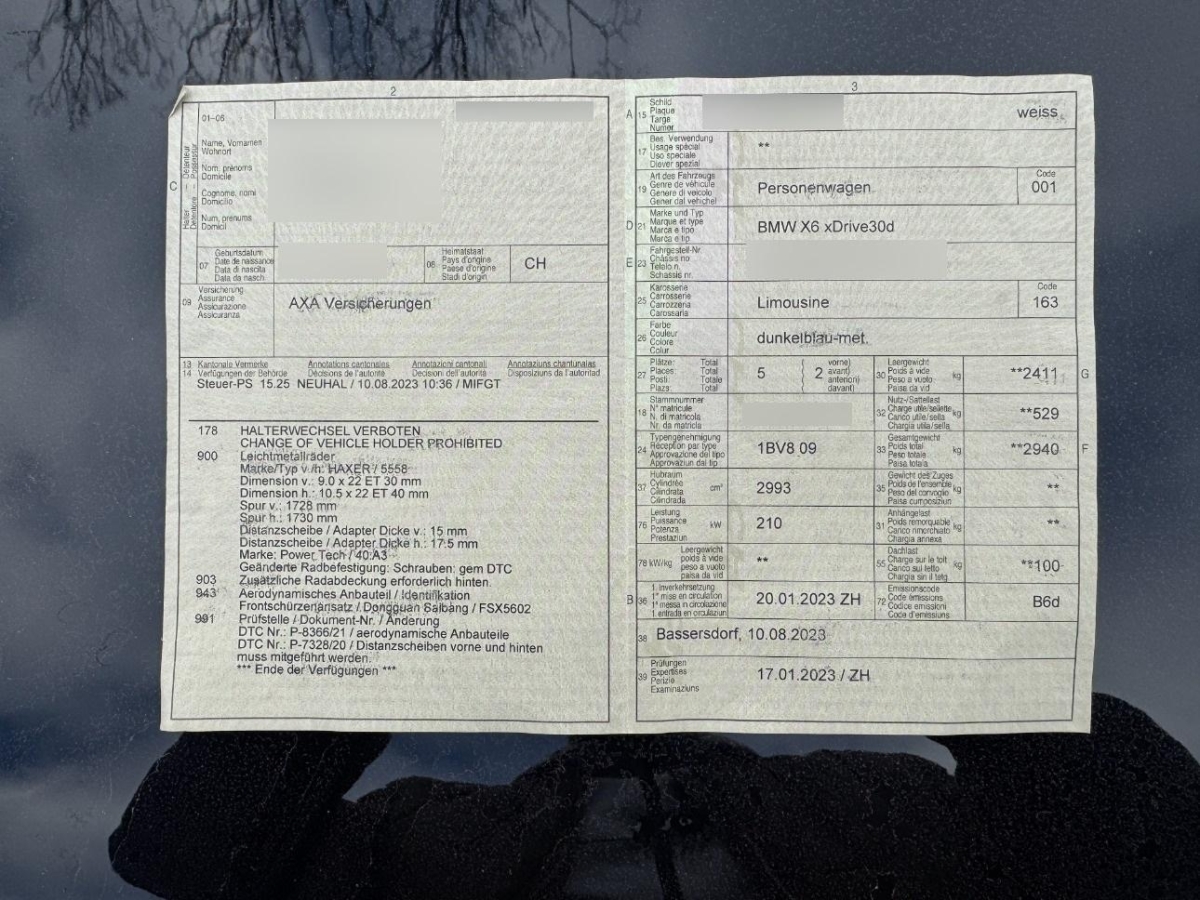 2
01-06
C
Halter — Détenteur
Detentore — Possessur
Name, Vornamen
Wohnort
Nom, prénoms
Domicile
Cognome, nomi
Domicilio
Num, prenums
Domicil
07
Geburtsdatum
Date de naissance
Data di nascita
Data da nasch.
08
Heimatstaat
Pays d'origine
Paese d'origine
Stadi d'origin
CH
09
Versicherung
Assurance
Assicurazione
Assicuranza
AXA Versicherungen
13 Kantonale Vermerke Annotations cantonales Annotazioni cantonali Annotaziuns chantunalas
14 Verfügungen der Behörde Décisions de l'autorité Decisioni dell'autorità Disposiziuns da l'autoritad
Steuer-PS 15.25 NEUHAL / 10.08.2023 10:36 / MIFGT
178 HALTERWECHSEL VERBOTEN
CHANGE OF VEHICLE HOLDER PROHIBITED
900 Leichtmetallräder
Marke/Typ v./h: HAXER / 5558
Dimension v.: 9.0 x 22 ET 30 mm
Dimension h.: 10.5 x 22 ET 40 mm
Spur v.: 1728 mm
Spur h.: 1730 mm
Distanzscheibe / Adapter Dicke v.: 15 mm
Distanzscheibe / Adapter Dicke h.: 17.5 mm
Marke: Power Tech / 40.A3
Geänderte Radbefestigung: Schrauben: gem DTC
903 Zusätzliche Radabdeckung erforderlich hinten.
943 Aerodynamische Anbauteil / Identifikation
Frontschürzenansatz / Dongguan Saibang / FSX5602
991 Prüfstelle / Dokument-Nr. / Änderung
DTC Nr.: P-8366/21 / aerodynamische Anbauteile
DTC Nr.: P-7328/20 / Distanzscheiben vorne und hinten
muss mitgeführt werden.
*** Ende der Verfügungen ***
3
A 15
Schild
Plaque
Targa
Numer
weiss
17
Bes. Verwendung
Usage spécial
Uso speciale
Diever spezial
**
19
Art des Fahrzeugs
Genre de véhicule
Genere di veicolo
Gener dal vehichel
Personenwagen
Code
001
D 21
Marke und Typ
Marque et type
Marca e tipo
Marca e tip
BMW X6 xDrive30d
E 23
Fahrgestell-Nr.
Châssis no
Telaio n.
Schassis nr.
25
Karosserie
Carrosserie
Carrozzeria
Carossaria
Limousine
Code
163
26
Farbe
Couleur
Colore
Colur
dunkelblau-met.
27
Plätze: Total
Places: Total
Posti: Totale
Plazs: Total
5
( 2 vorne)
avant)
anteriori)
davant)
30
Leergewicht
Poids à vide
Peso a vuoto
Paisa da vid
kg
**2411
G
18
Stammnummer
N° matricule
N. di matricola
Nr. da matricla
32
Nutz-/Sattellast
Charge utile/sellette
Carico utile/sella
Chargia utila/sella
kg
**529
24
Typengenehmigung
Réception par type
Approvazione del tipo
Approvaziun dal tip
1BV8 09
33
Gesamtgewicht
Poids total
Peso totale
Paisa totala
kg
**2940
F
37
Hubraum
Cylindrée
Cilindrata
Cilindrada
cm³
2993
35
Gewicht des Zuges
Poids de l'ensemble
Peso del convoglio
Paisa cumposiziun
kg
**
76
Leistung
Puissance
Potenza
Prestaziun
kW
210
31
Anhängelast
Poids remorquable
Carico rimorchiato
Chargia annexa
kg
**
78 kW/kg
Leergewicht
poids à vide
peso a vuoto
paisa da vid
**
55
Dachlast
Charge sur le toit
Carico sul tetto
Chargia sin il tetg
kg
**100
B 36
1. Inverkehrsetzung
1re mise en circulation
1a messa in circolazione
1. entrada en circulaziun
20.01.2023 ZH
72
Emissionscode
Code émissions
Codice emissioni
Code d'emissiuns
B6d
38
Bassersdorf, 10.08.2023
39
Prüfungen
Expertises
Perizie
Examinaziuns
17.01.2023 / ZH